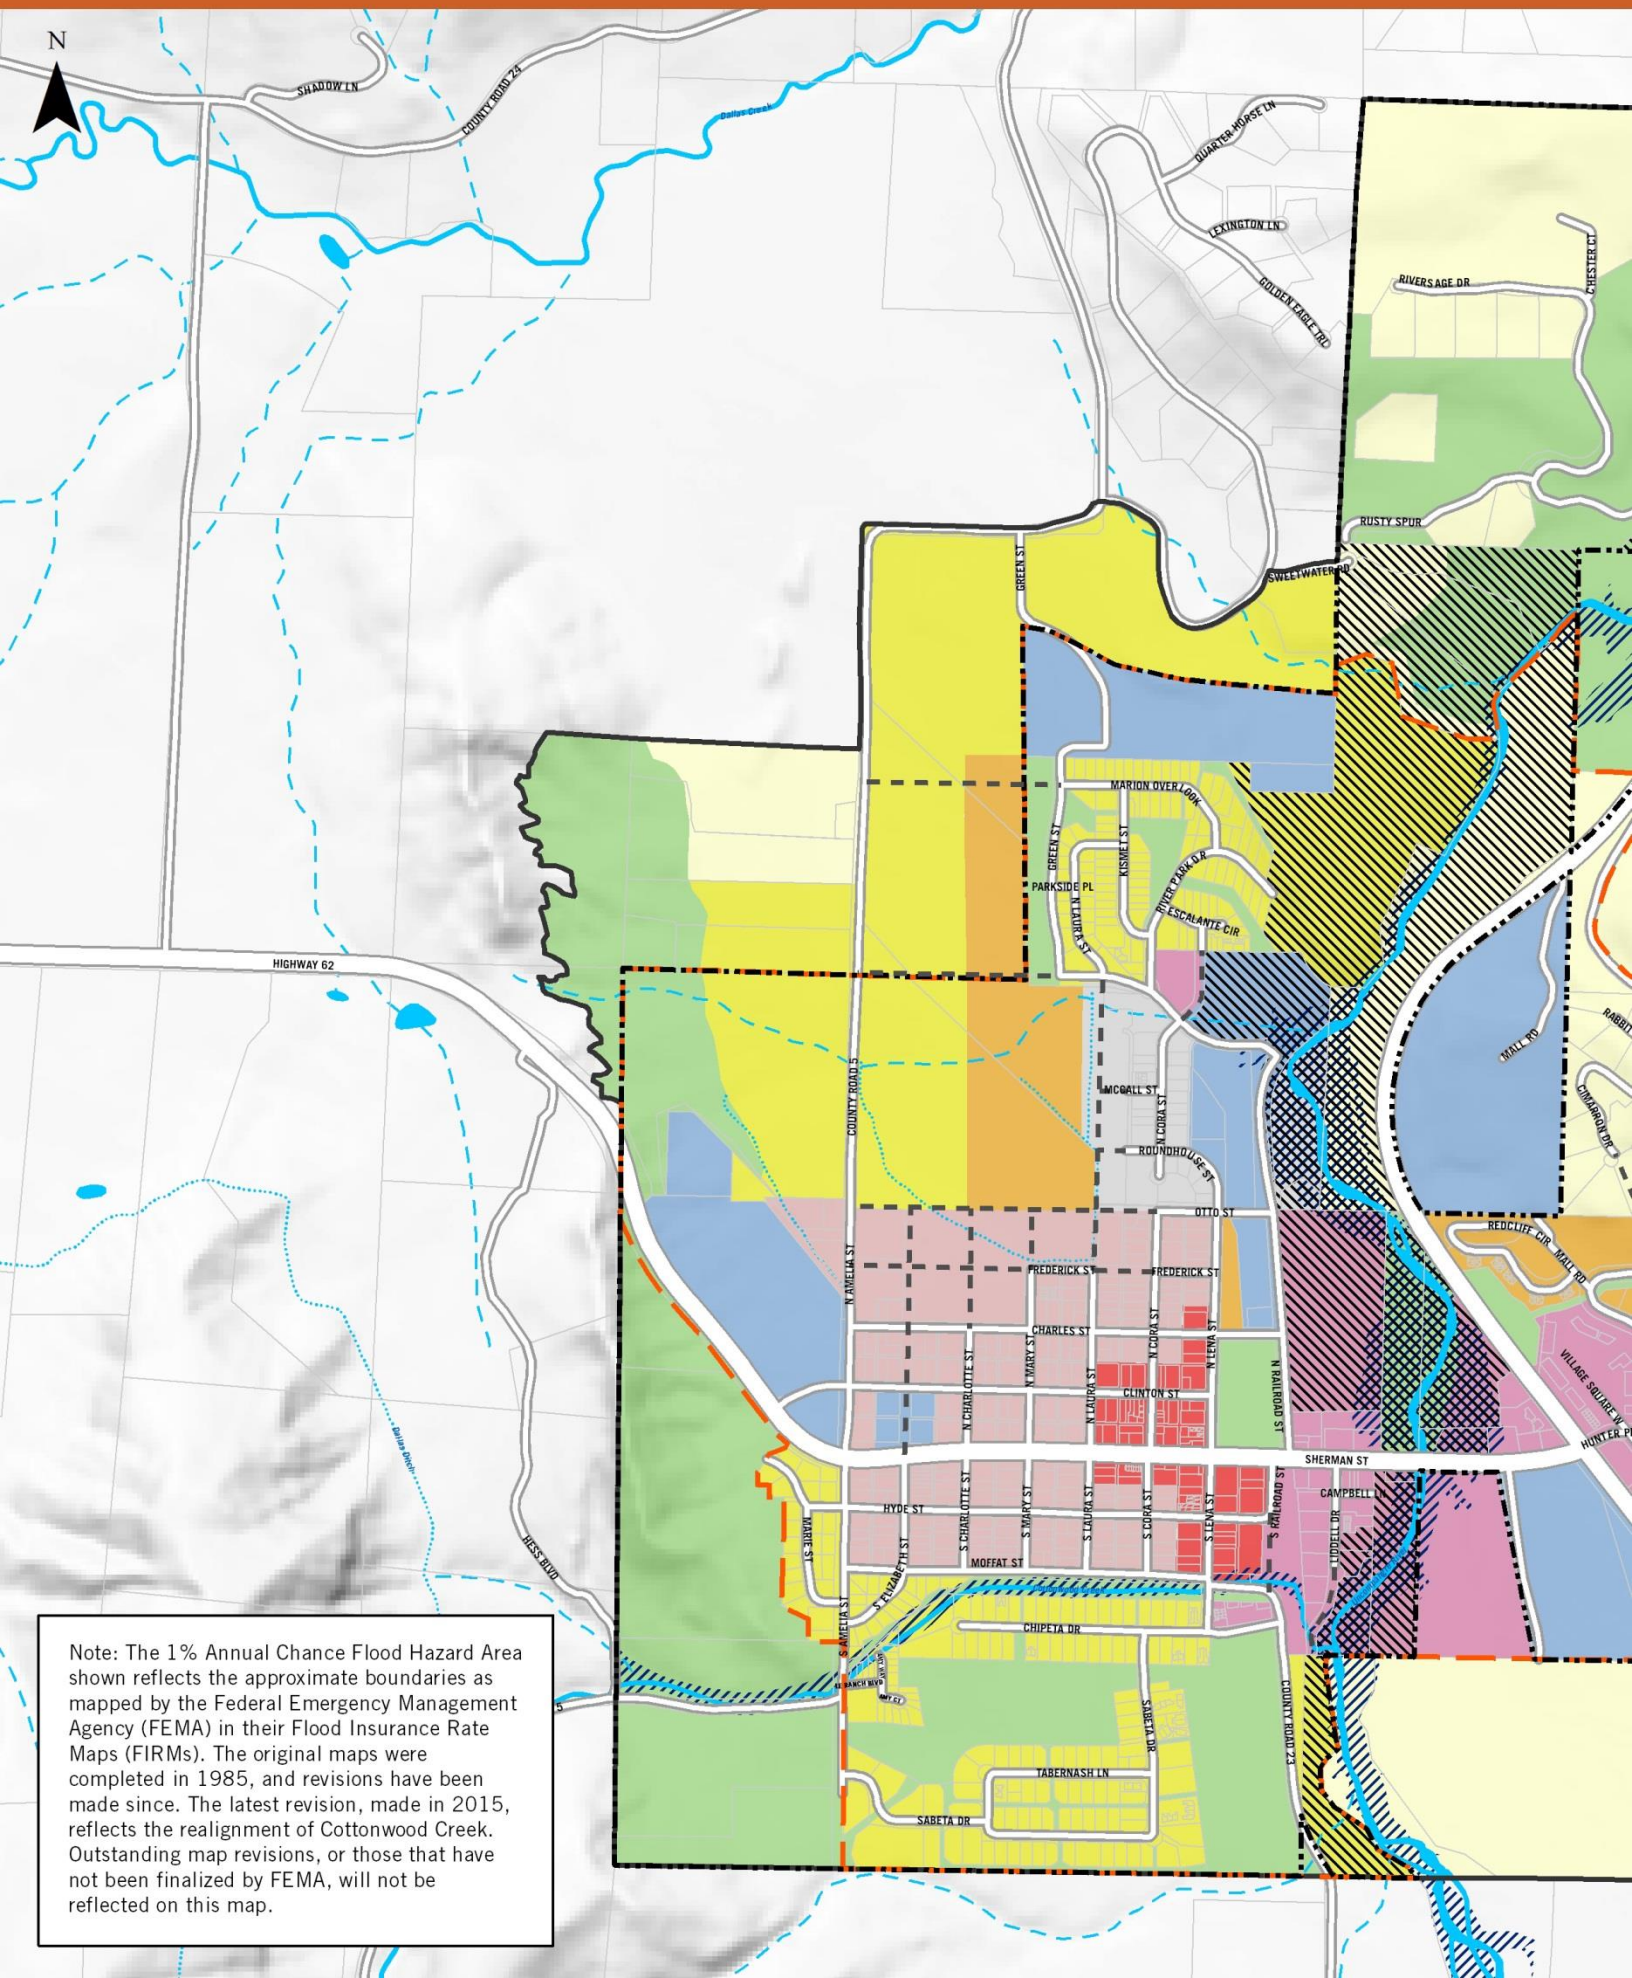 N
SHADOW LN
COUNTY ROAD 24
Dallas Creek
QUARTER HORSE LN
LEXINGTON LN
GOLDEN EAGLE TRL
CHESTER CT
RIVERSAGE DR
RUSTY SPUR
SWEETWATER RD
GREEN ST
MARION OVERLOOK
GREEN ST
KISMET ST
RIVER PARK DR
PARKSIDE PL
N LAURA ST
ESCALANTE CIR
HIGHWAY 62
MALL RD
COUNTY ROAD 5
MCCALL ST
N CORA ST
CIMARRON DR
ROUNDHOUSE ST
OTTO ST
REDCLIFF CIR
MALL RD
N AMELIA ST
FREDERICK ST
FREDERICK ST
CHARLES ST
N CORA ST
N LENA ST
N MARY ST
N CHARLOTTE ST
N LAURA ST
CLINTON ST
N RAILROAD ST
VILLAGE SQUARE W
Dallas Ditch
SHERMAN ST
CAMPBELL LN
HYDE ST
S CHARLOTTE ST
S MARY ST
S LAURA ST
S CORA ST
S LENA ST
S RAILROAD ST
LIDDELL DR
MARIE ST
HESS BLVD
MOFFAT ST
S ELIZABETH ST
S AMELIA ST
CHIPETA DR
AMY CT
5
SABETA DR
COUNTY ROAD 23
TABERNASH LN
SABETA DR
Note: The 1% Annual Chance Flood Hazard Area
shown reflects the approximate boundaries as
mapped by the Federal Emergency Management
Agency (FEMA) in their Flood Insurance Rate
Maps (FIRMs). The original maps were
completed in 1985, and revisions have been
made since. The latest revision, made in 2015,
reflects the realignment of Cottonwood Creek.
Outstanding map revisions, or those that have
not been finalized by FEMA, will not be
reflected on this map.